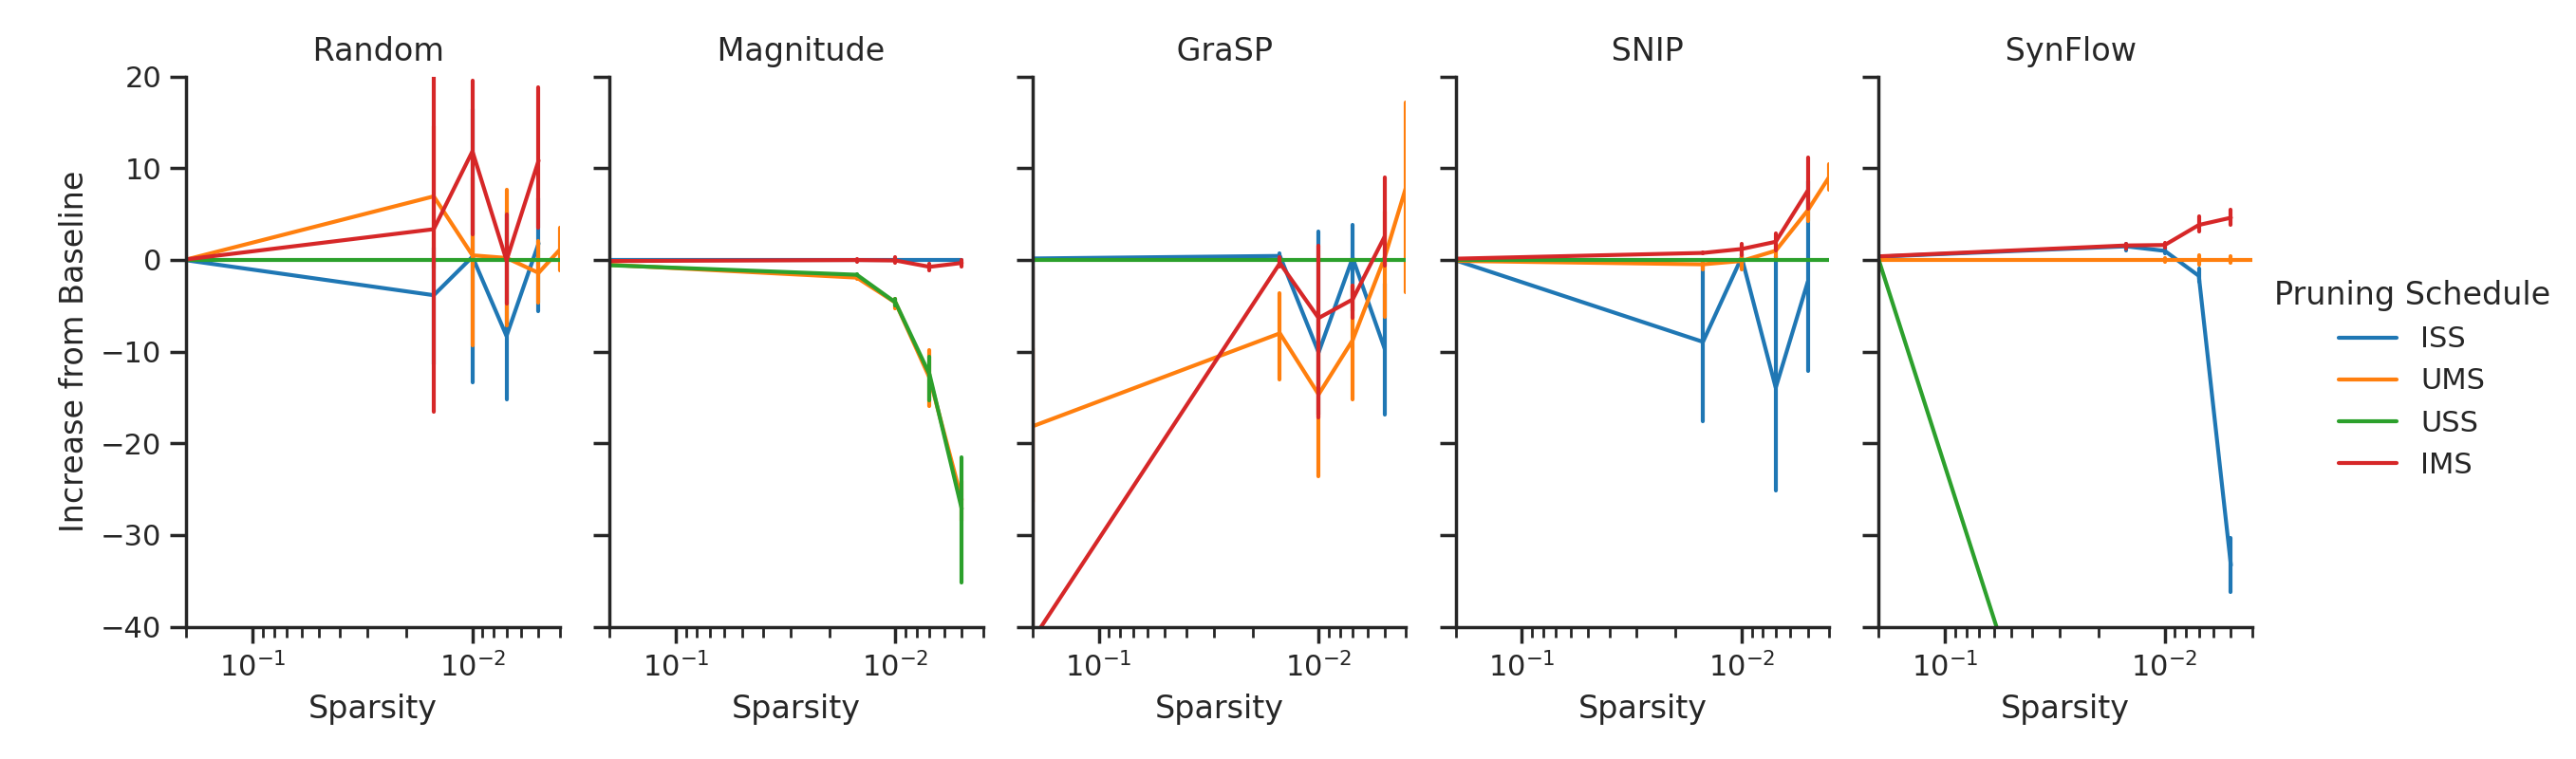 Random Magnitude GraSP SNIP SynFlow
20
10
0
−10
−20
−30
−40
Increase from Baseline
10⁻¹ 10⁻² 10⁻¹ 10⁻² 10⁻¹ 10⁻² 10⁻¹ 10⁻² 10⁻¹ 10⁻²
Sparsity Sparsity Sparsity Sparsity Sparsity
Pruning Schedule
ISS
UMS
USS
IMS